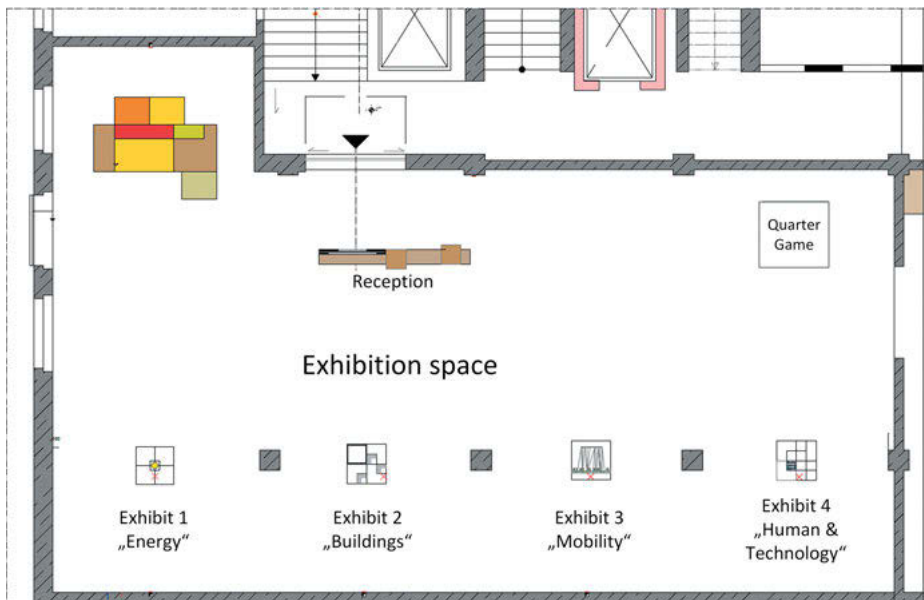 Quarter
Game
Reception
Exhibition space
Exhibit 1
„Energy“
Exhibit 2
„Buildings“
Exhibit 3
„Mobility“
Exhibit 4
„Human &
Technology“